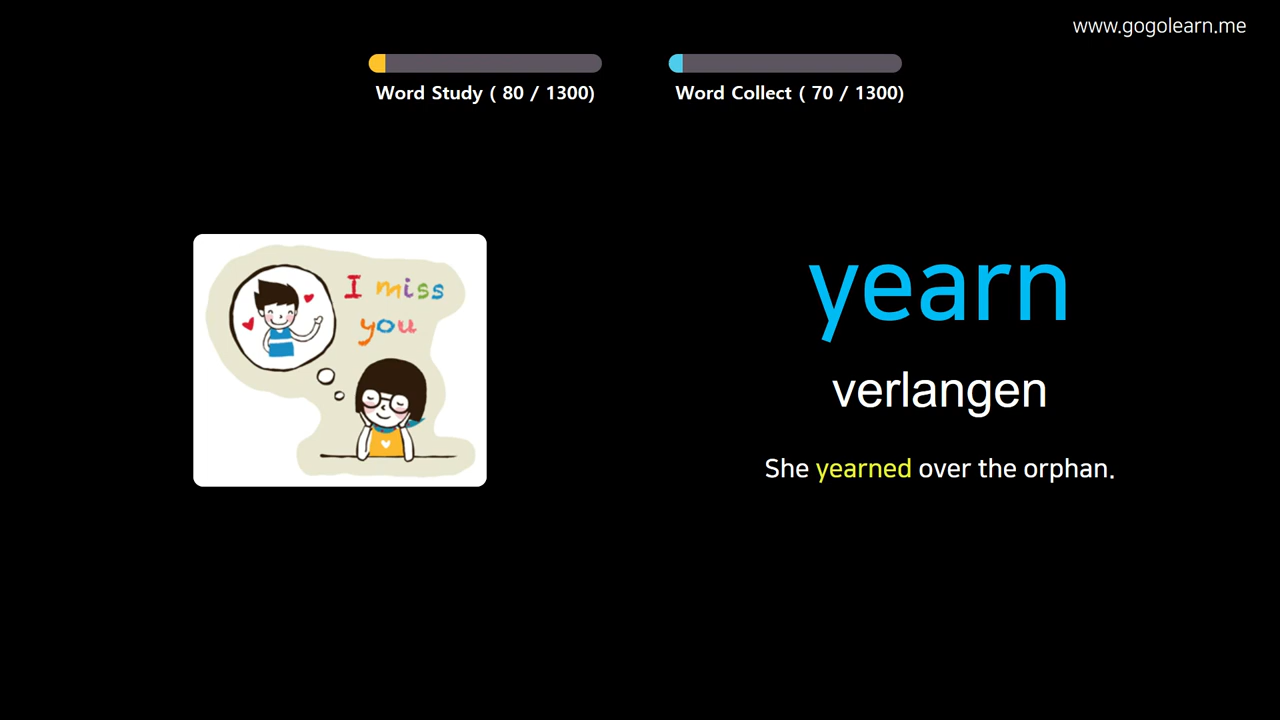 www.gogolearn.me
Word Study ( 80 / 1300)
Word Collect ( 70 / 1300)
I miss
you
yearn
verlangen
She yearned over the orphan.